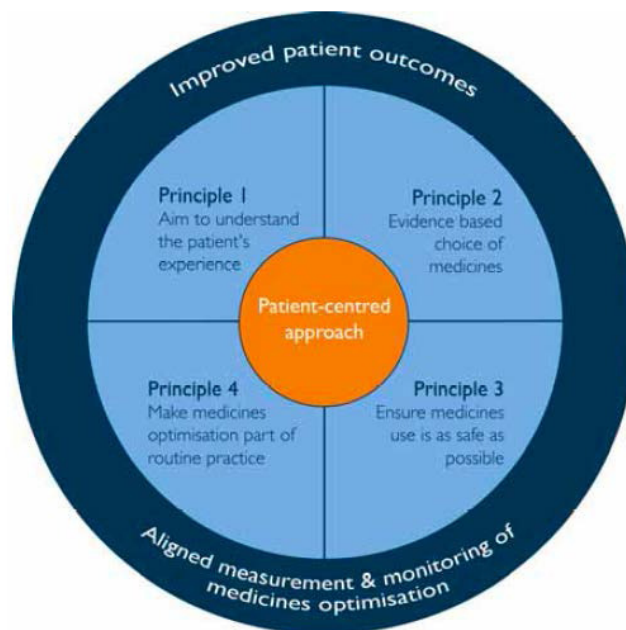 Improved patient outcomes
Principle 1
Aim to understand
the patient's
experience
Principle 2
Evidence based
choice of
medicines
Patient-centred
approach
Principle 4
Make medicines
optimisation part of
routine practice
Principle 3
Ensure medicines
use is as safe as
possible
Aligned measurement & monitoring of
medicines optimisation